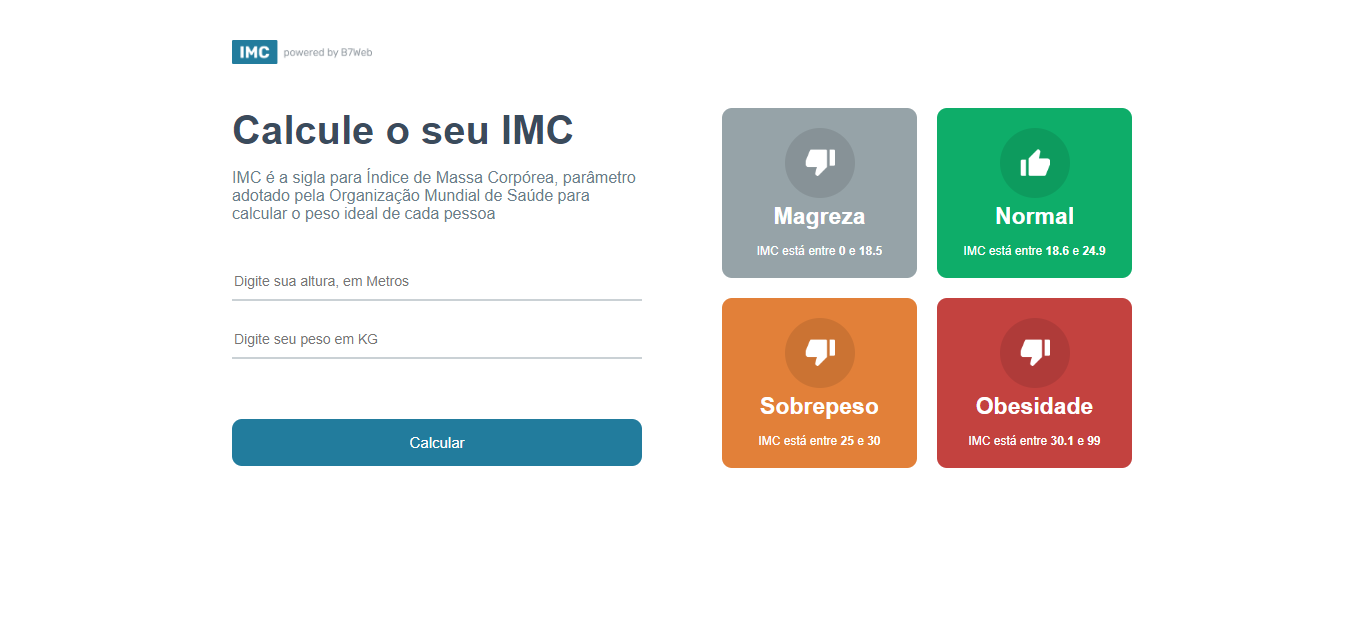 IMC powered by B7Web
Calcule o seu IMC
IMC é a sigla para Índice de Massa Corpórea, parâmetro
adotado pela Organização Mundial de Saúde para
calcular o peso ideal de cada pessoa
Digite sua altura, em Metros
Digite seu peso em KG
Calcular
Magreza
IMC está entre 0 e 18.5
Normal
IMC está entre 18.6 e 24.9
Sobrepeso
IMC está entre 25 e 30
Obesidade
IMC está entre 30.1 e 99